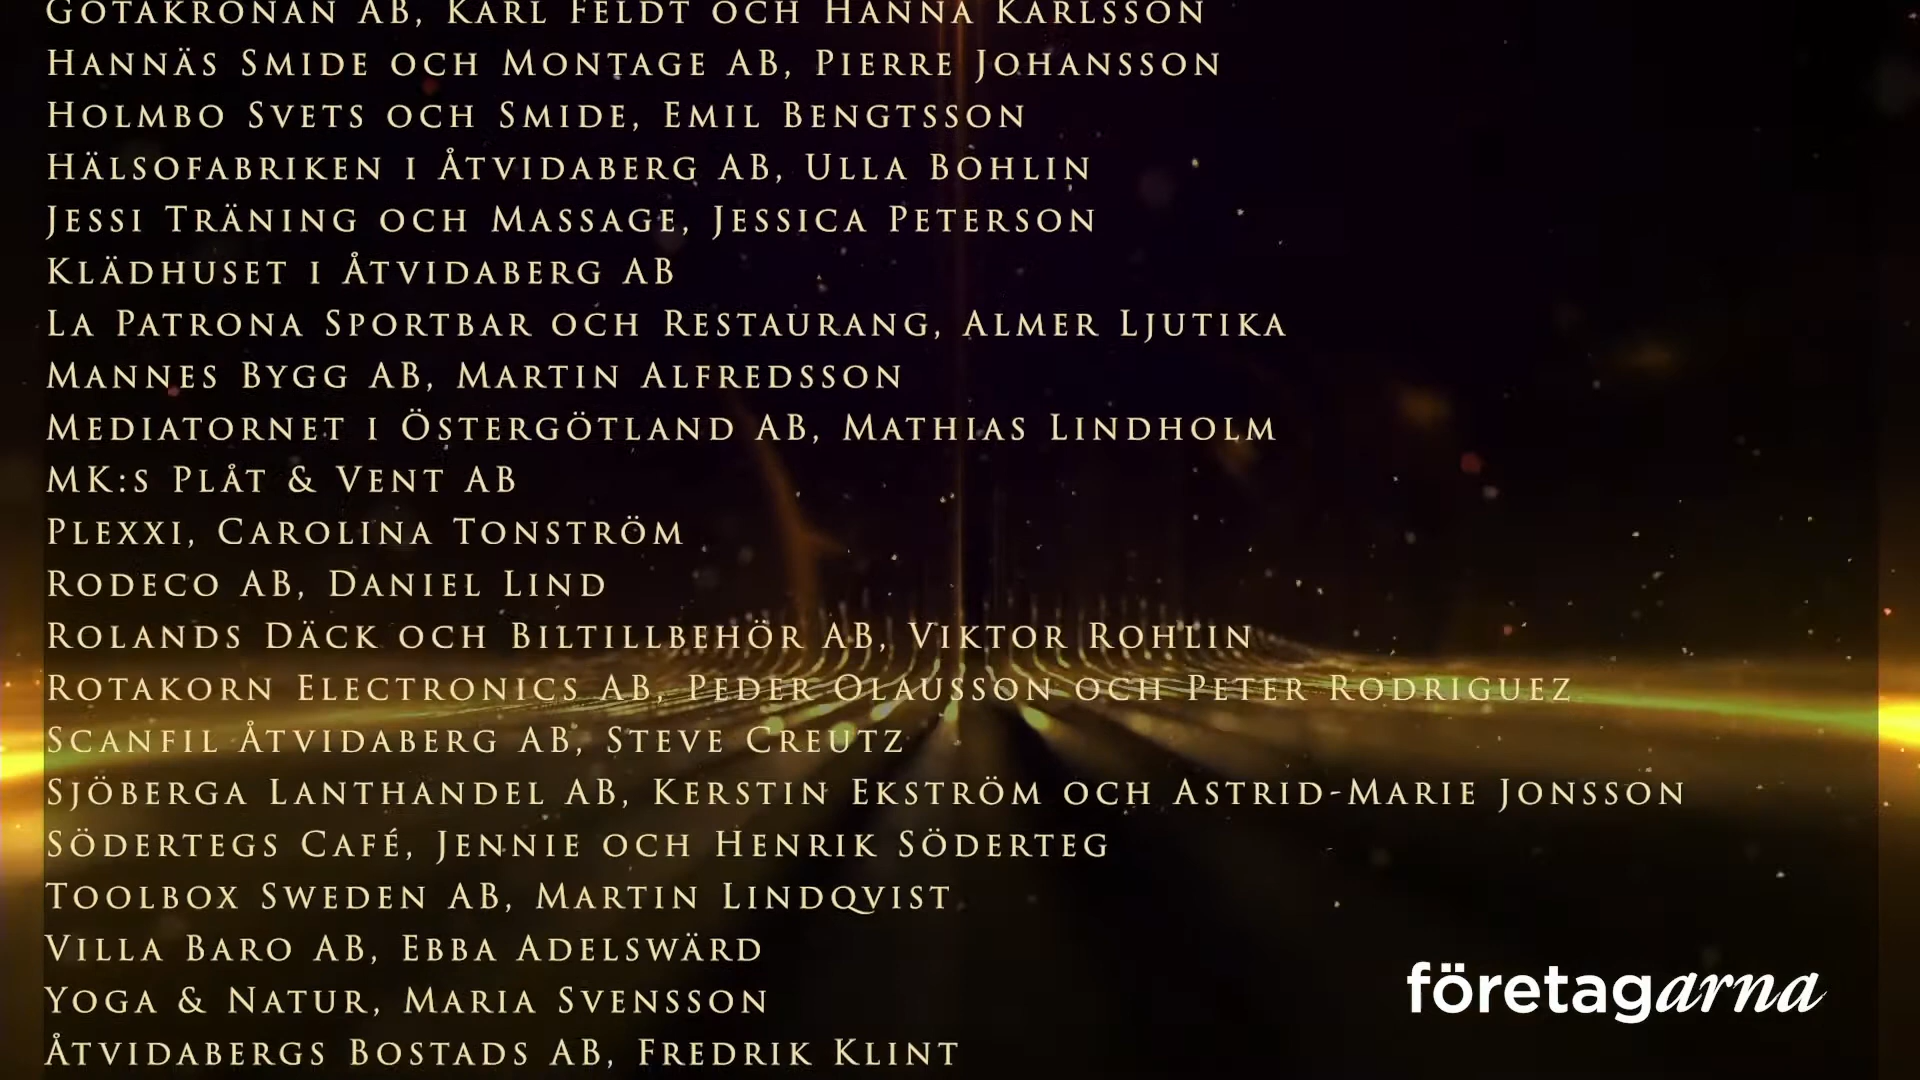 Götakronan AB, Karl Feldt och Hanna Karlsson
Hannäs Smide och Montage AB, Pierre Johansson
Holmbo Svets och Smide, Emil Bengtsson
Hälsofabriken i Åtvidaberg AB, Ulla Bohlin
Jessi Träning och Massage, Jessica Peterson
Klädhuset i Åtvidaberg AB
La Patrona Sportbar och Restaurang, Almer Ljutika
Mannes Bygg AB, Martin Alfredsson
Mediatornet i Östergötland AB, Mathias Lindholm
MK:s Plåt & Vent AB
Plexxi, Carolina Tonström
Rodeco AB, Daniel Lind
Rolands Däck och Biltillbehör AB, Viktor Rohlin
Rotakorn Electronics AB, Peder Olausson och Peter Rodriguez
Scanfil Åtvidaberg AB, Steve Creutz
Sjöberga Lanthandel AB, Kerstin Ekström och Astrid-Marie Jonsson
Södertegs Café, Jennie och Henrik Söderteg
Toolbox Sweden AB, Martin Lindqvist
Villa Baro AB, Ebba Adelswärd
Yoga & Natur, Maria Svensson
Åtvidabergs Bostads AB, Fredrik Klint
företagarna